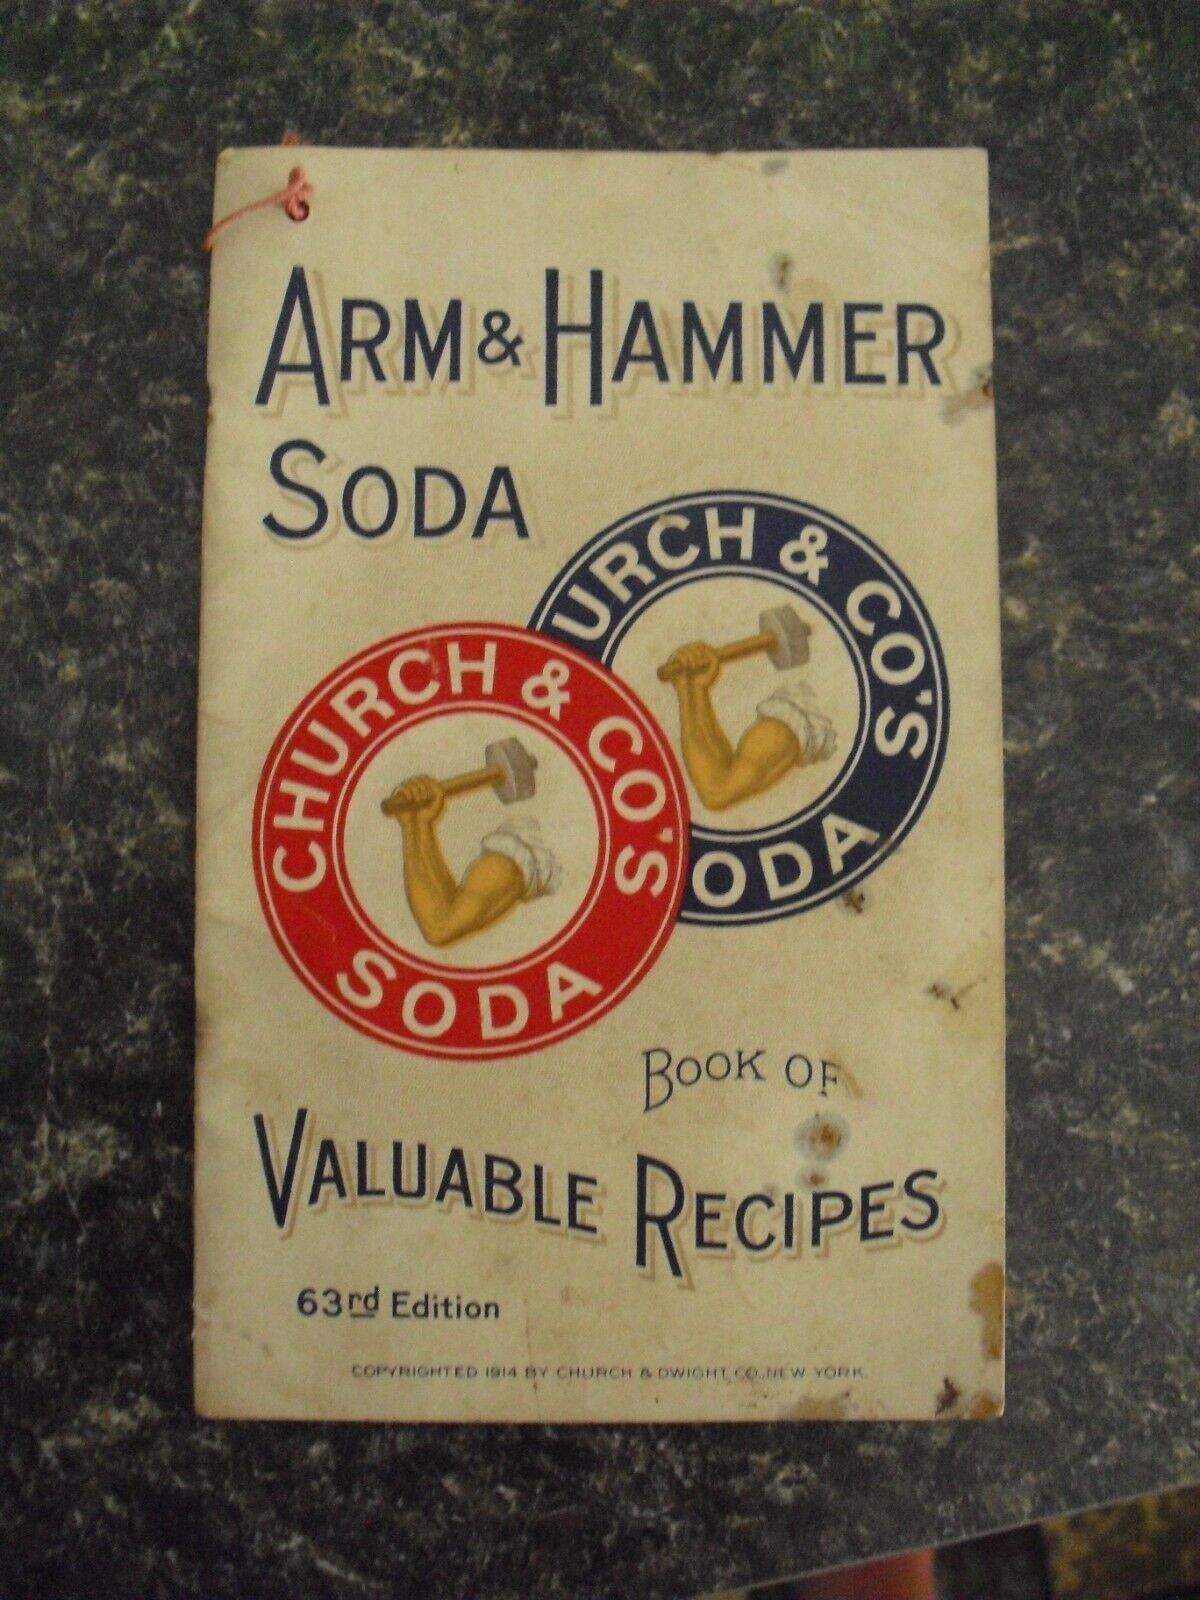 ARM & HAMMER
SODA
URCH & CO'S
ODA
CHURCH & CO'S
SODA
BOOK OF
VALUABLE RECIPES
63rd Edition
COPYRIGHTED 1914 BY CHURCH & DWIGHT CO., NEW YORK.